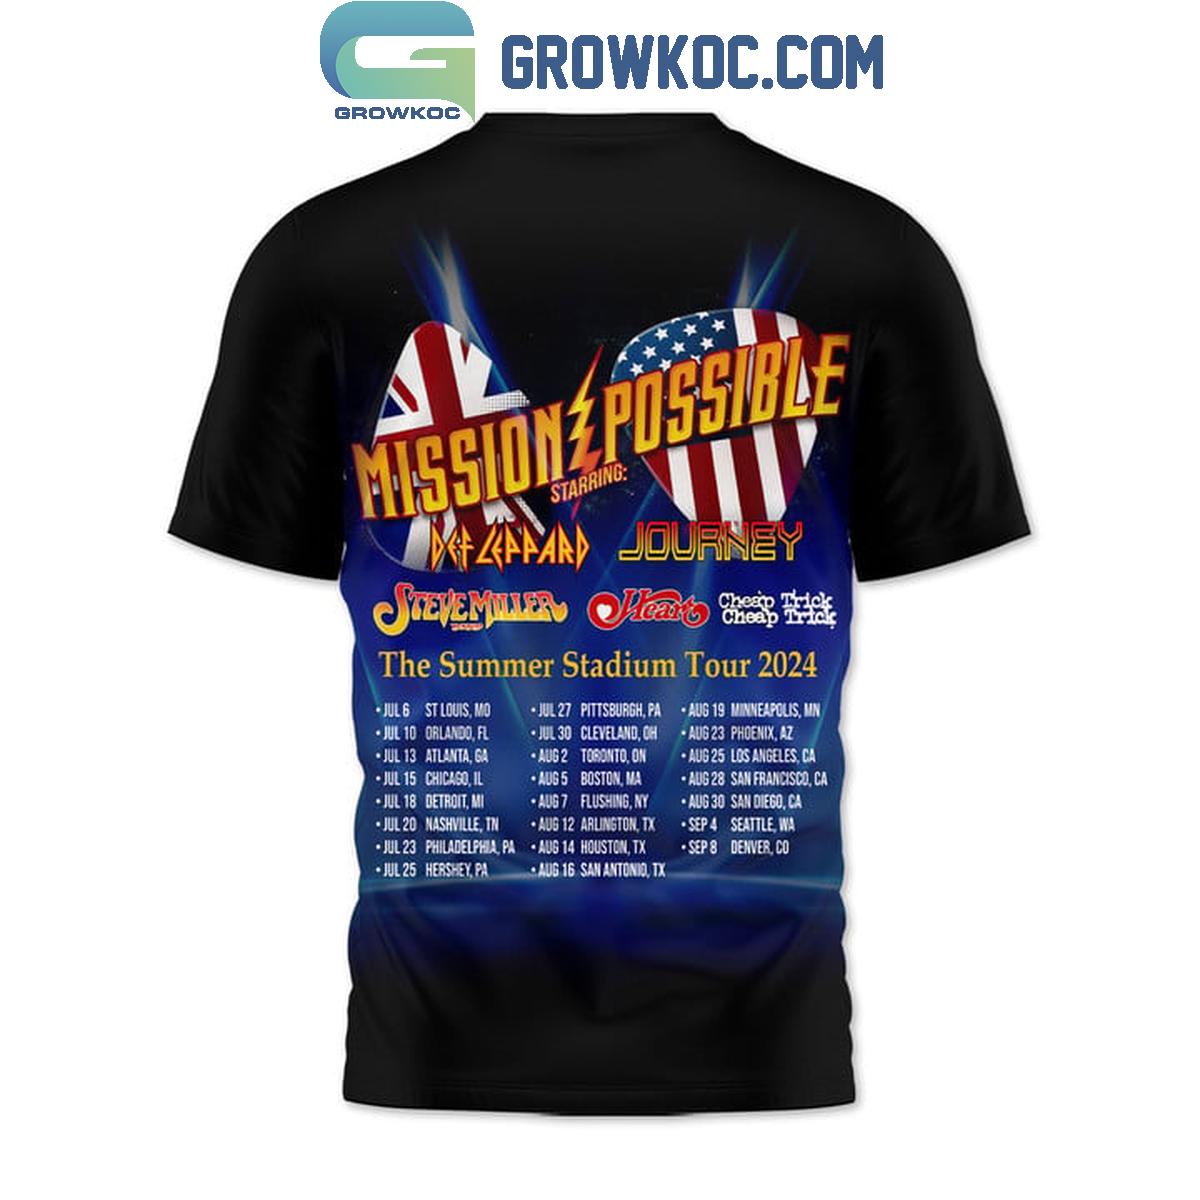 GROWKOC
GROWKOC.COM
MISSION POSSIBLE
STARRING:
DEF LEPPARD JOURNEY
STEVE MILLER Heart Cheap Trick
BAND Cheap Trick
The Summer Stadium Tour 2024
• JUL 6 ST LOUIS, MO
• JUL 10 ORLANDO, FL
• JUL 13 ATLANTA, GA
• JUL 15 CHICAGO, IL
• JUL 18 DETROIT, MI
• JUL 20 NASHVILLE, TN
• JUL 23 PHILADELPHIA, PA
• JUL 25 HERSHEY, PA
• JUL 27 PITTSBURGH, PA
• JUL 30 CLEVELAND, OH
• AUG 2 TORONTO, ON
• AUG 5 BOSTON, MA
• AUG 7 FLUSHING, NY
• AUG 12 ARLINGTON, TX
• AUG 14 HOUSTON, TX
• AUG 16 SAN ANTONIO, TX
• AUG 19 MINNEAPOLIS, MN
• AUG 23 PHOENIX, AZ
• AUG 25 LOS ANGELES, CA
• AUG 28 SAN FRANCISCO, CA
• AUG 30 SAN DIEGO, CA
• SEP 4 SEATTLE, WA
• SEP 8 DENVER, CO